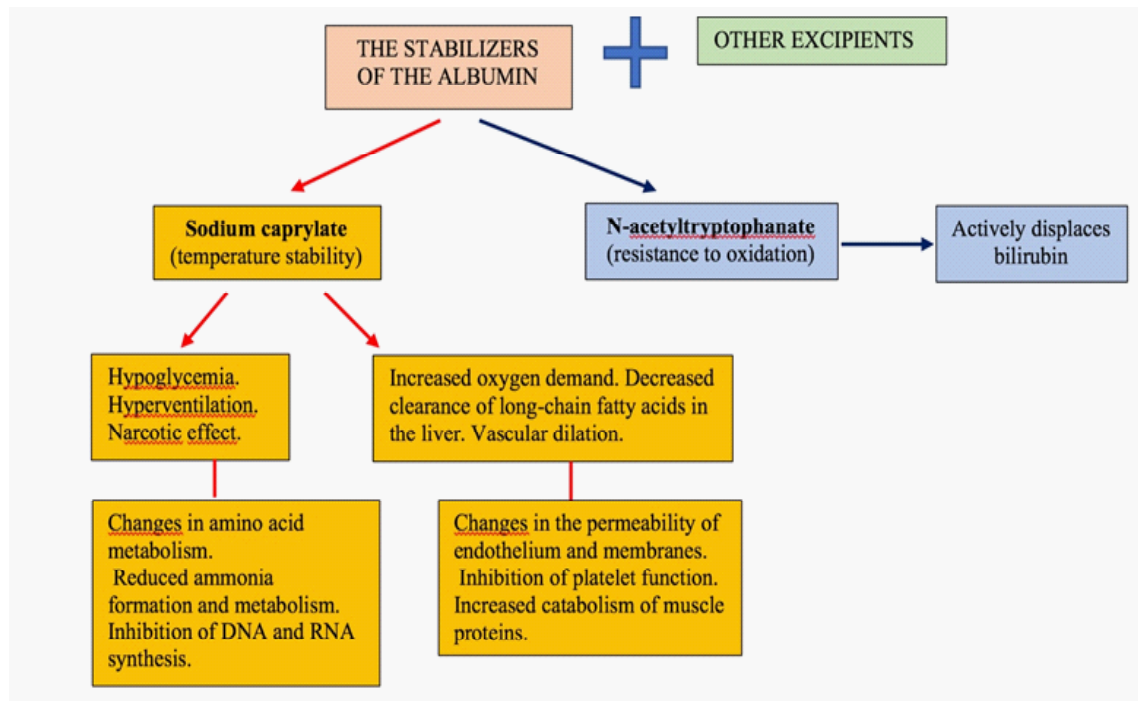 THE STABILIZERS
OF THE ALBUMIN
OTHER EXCIPIENTS
Sodium caprylate
(temperature stability)
N-acetyltryptophanate
(resistance to oxidation)
Actively displaces
bilirubin
Hypoglycemia.
Hyperventilation.
Narcotic effect.
Increased oxygen demand. Decreased
clearance of long-chain fatty acids in
the liver. Vascular dilation.
Changes in amino acid
metabolism.
Reduced ammonia
formation and metabolism.
Inhibition of DNA and RNA
synthesis.
Changes in the permeability of
endothelium and membranes.
Inhibition of platelet function.
Increased catabolism of muscle
proteins.